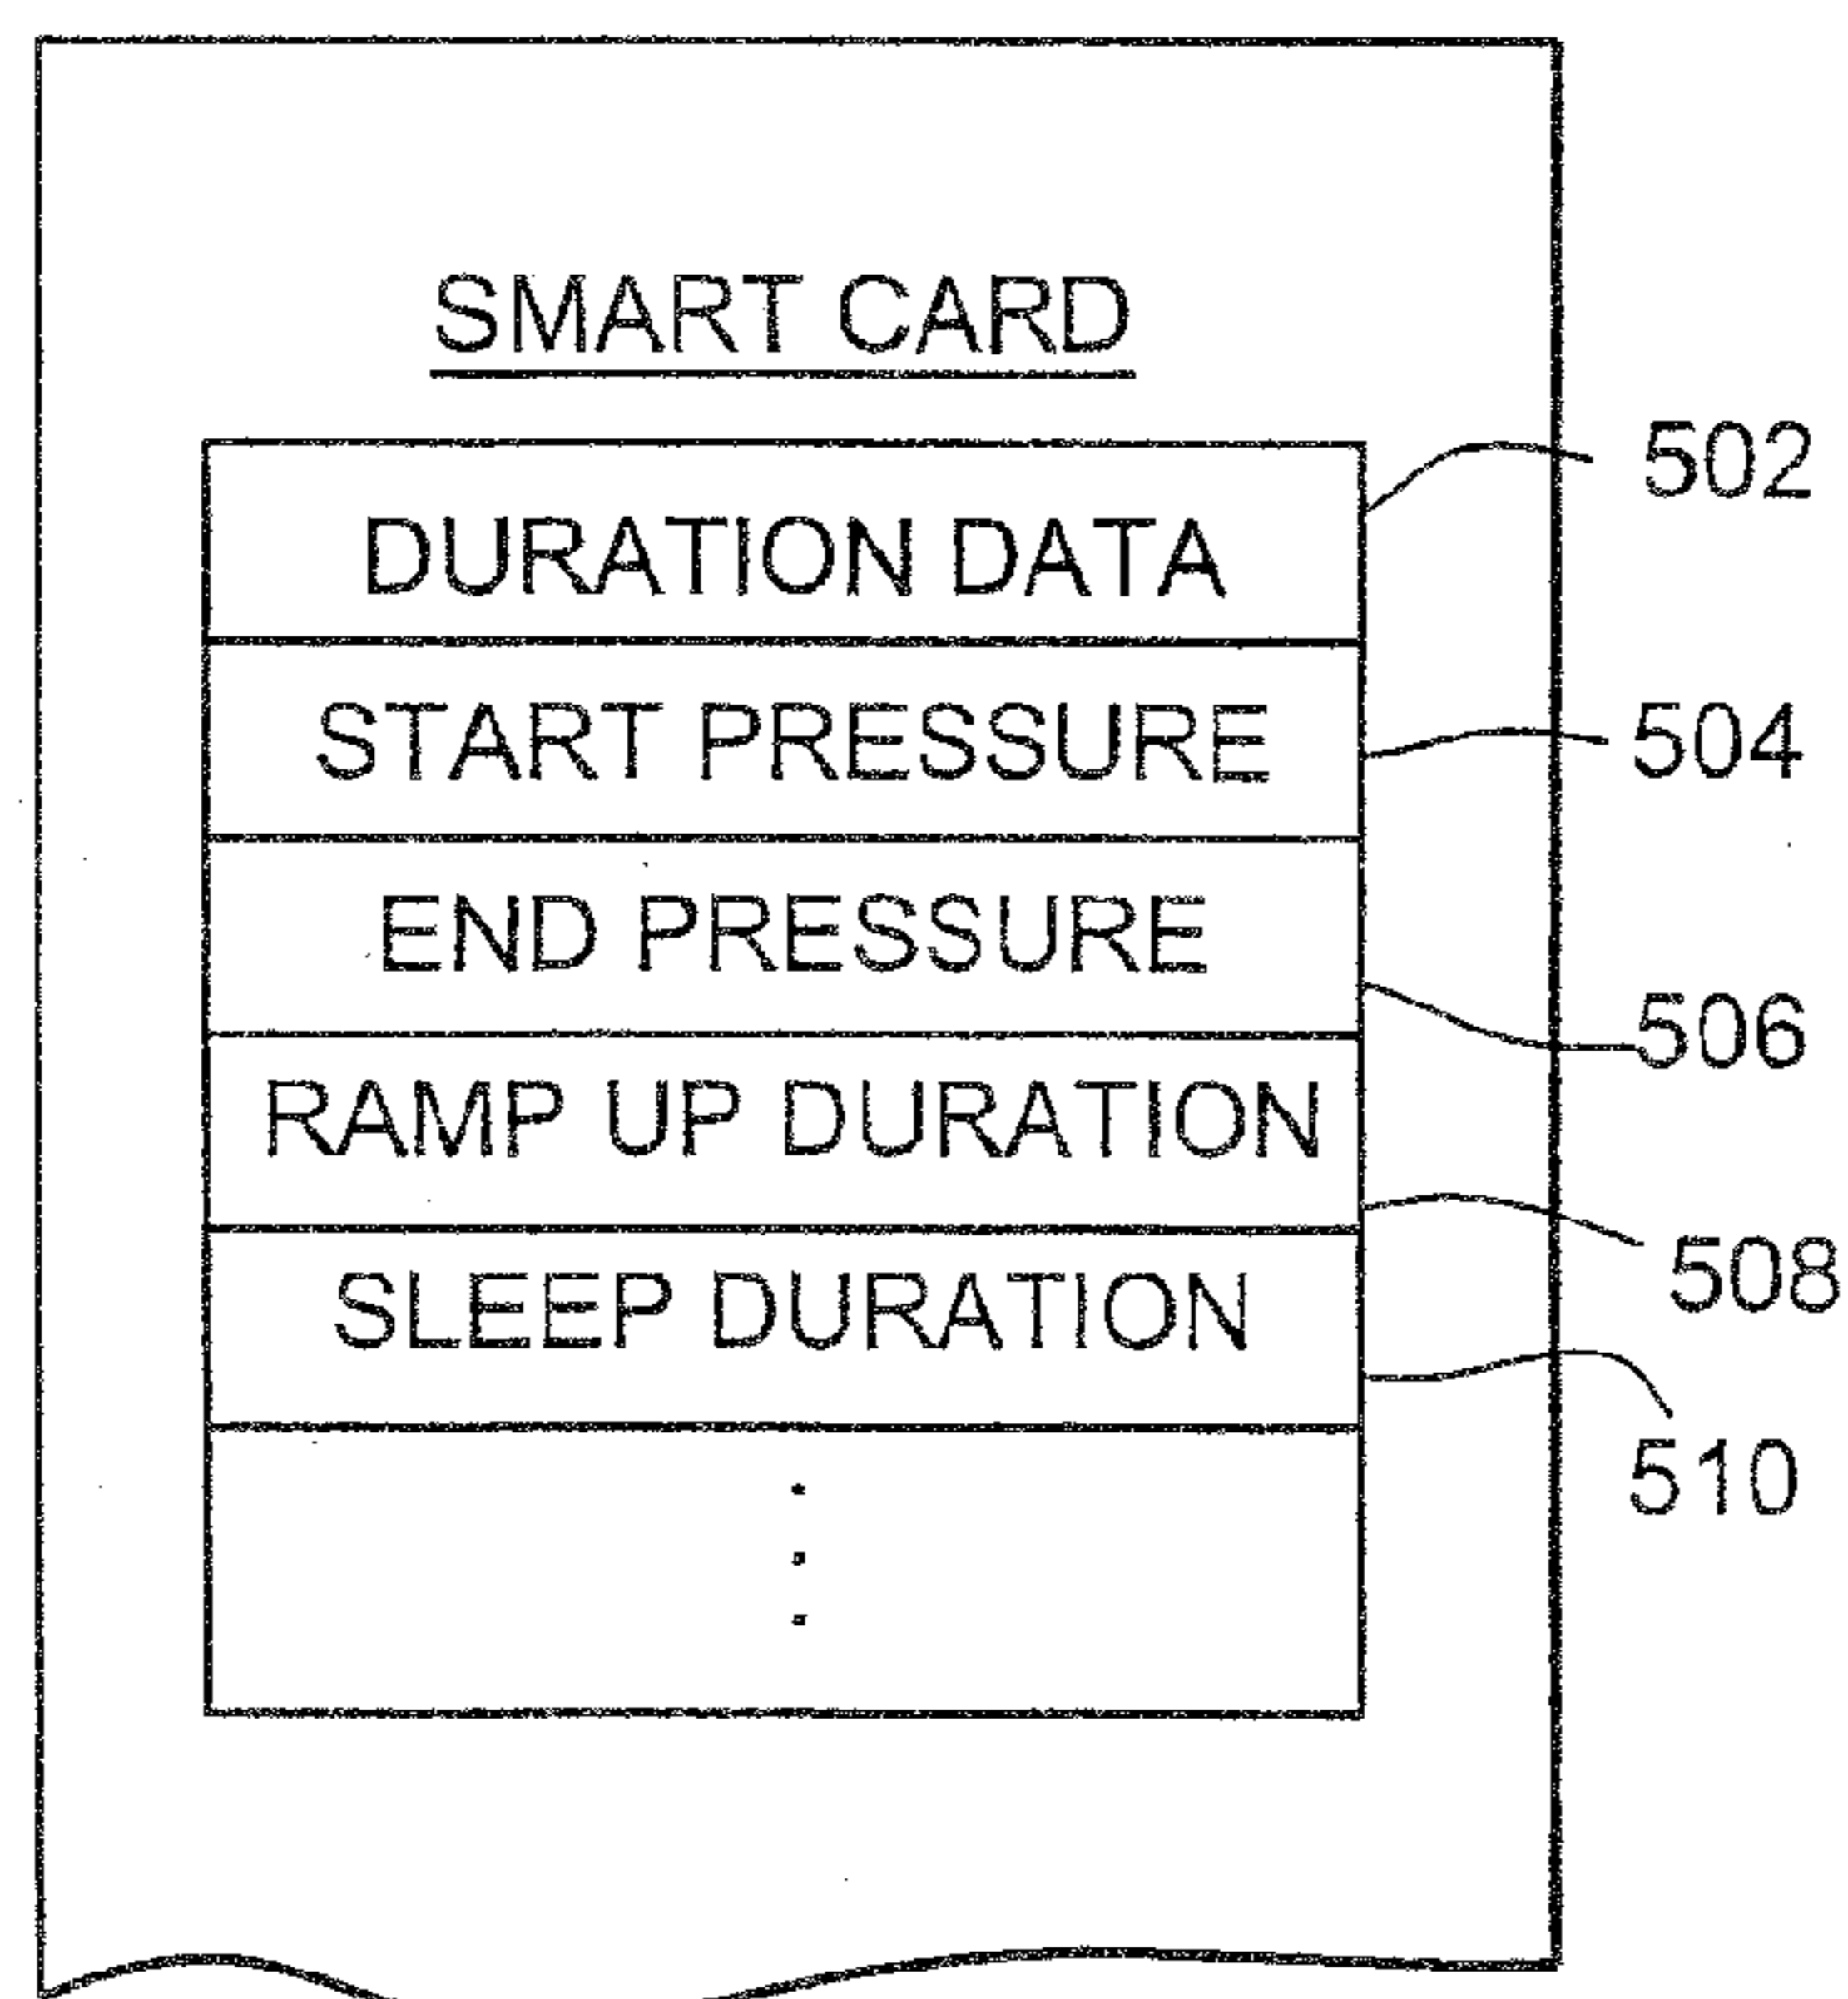 SMART CARD
DURATION DATA
502
START PRESSURE
504
END PRESSURE
506
RAMP UP DURATION
508
SLEEP DURATION
510